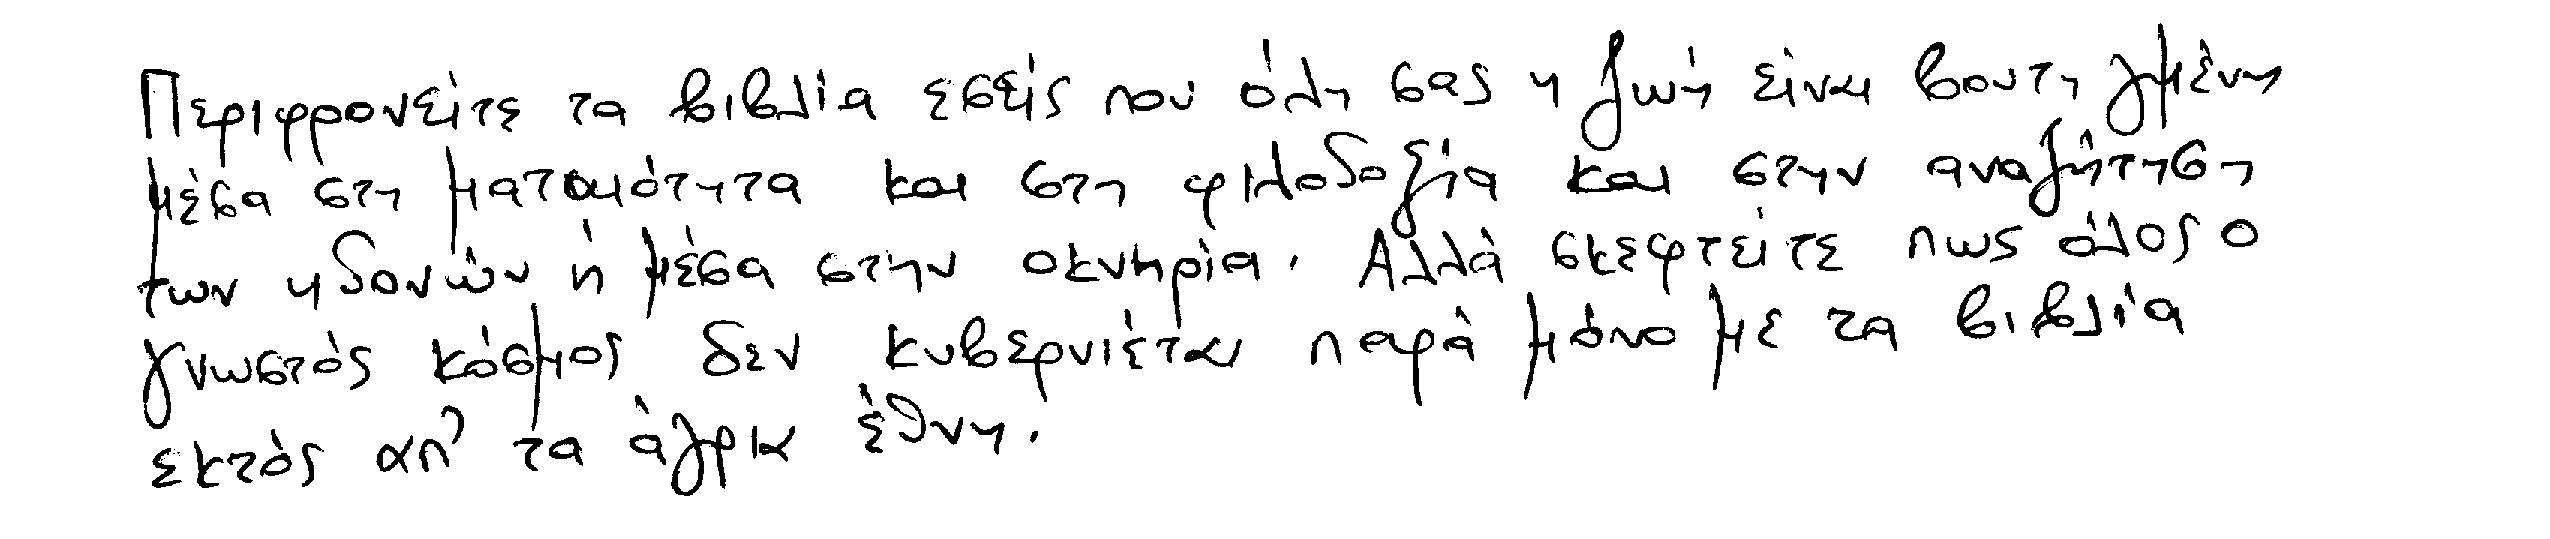 Περιφρονείτε τα βιβλία εσείς που όλη σας η ζωή είναι βουτηγμένη
μέσα στη ματαιότητα και στη φιλοδοξία και στην αναζήτηση
των ηδονών ή μέσα στην οκνηρία. Αλλά σκεφτείτε πως όλος ο
γνωστός κόσμος δεν κυβερνιέται παρά μόνο με τα βιβλία
εκτός απ' τα άγρια έθνη.